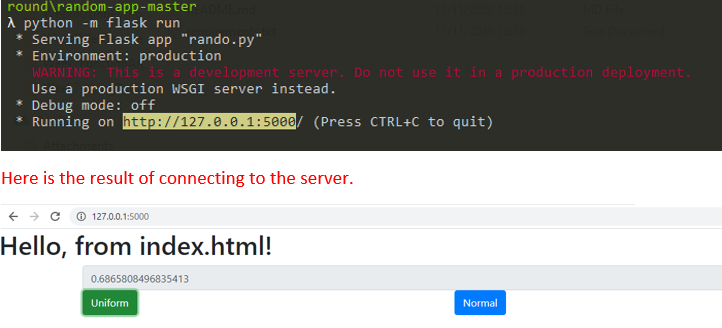 round\random-app-master
λ python -m flask run
* Serving Flask app "rando.py"
* Environment: production
WARNING: This is a development server. Do not use it in a production deployment.
Use a production WSGI server instead.
* Debug mode: off
* Running on http://127.0.0.1:5000/ (Press CTRL+C to quit)
Here is the result of connecting to the server.
127.0.0.1:5000
Hello, from index.html!
0.6865808496835413
Uniform
Normal